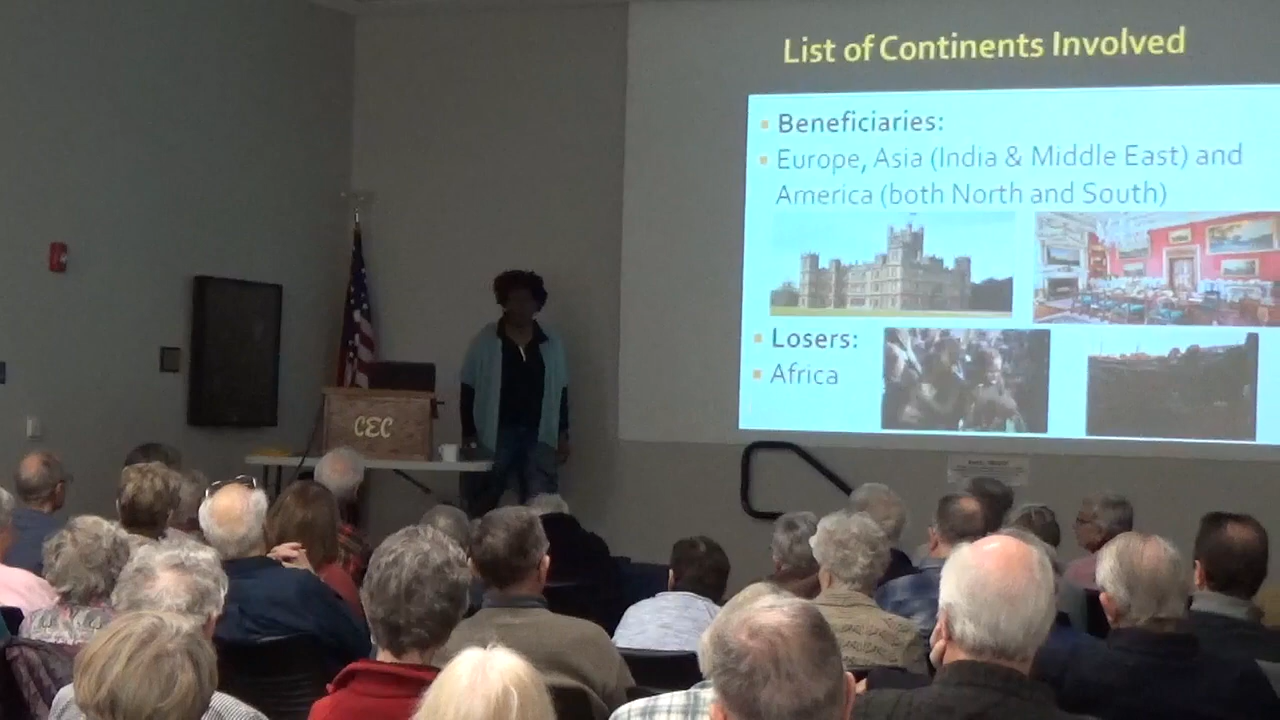 List of Continents Involved
Beneficiaries:
Europe, Asia (India & Middle East) and
America (both North and South)
Losers:
Africa
CEC